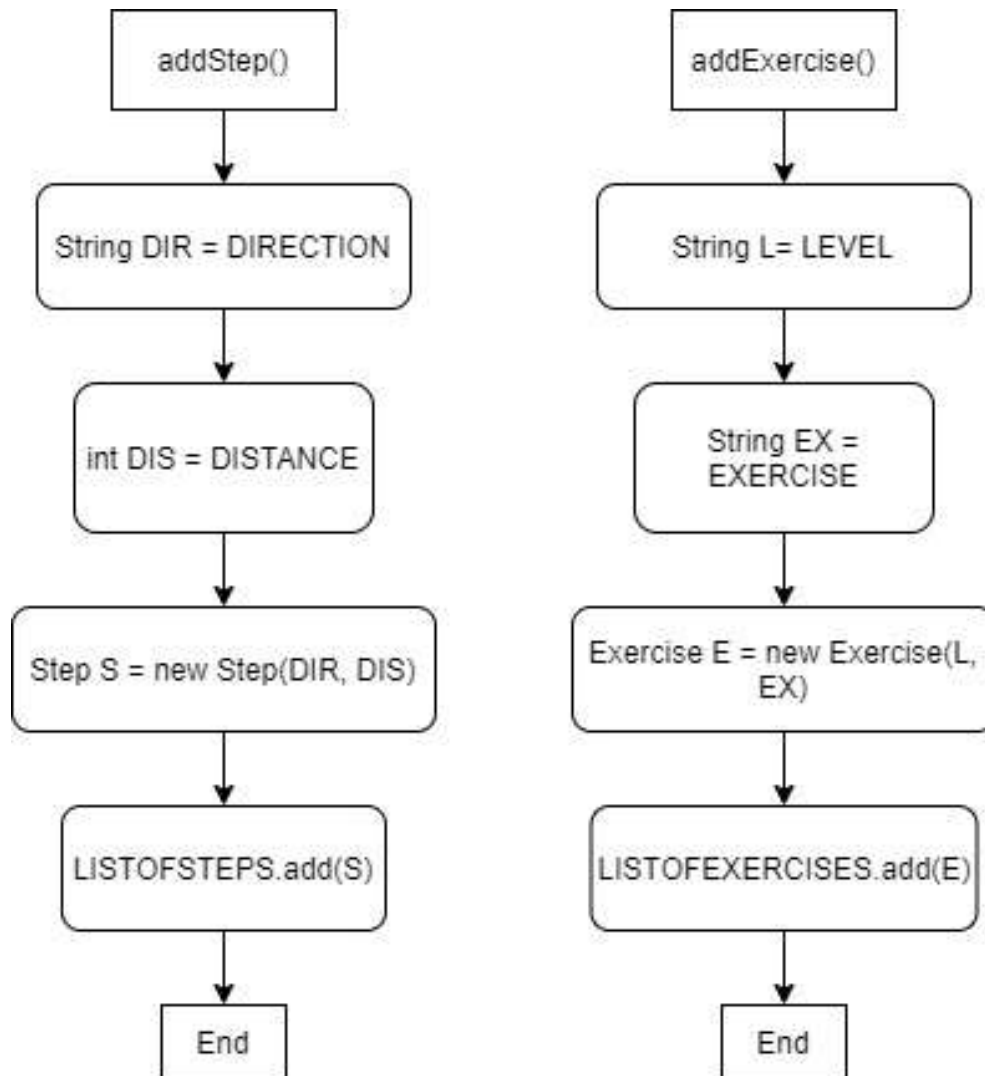 addStep()
String DIR = DIRECTION
int DIS = DISTANCE
Step S = new Step(DIR, DIS)
LISTOFSTEPS.add(S)
End
addExercise()
String L= LEVEL
String EX =
EXERCISE
Exercise E = new Exercise(L,
EX)
LISTOFEXERCISES.add(E)
End